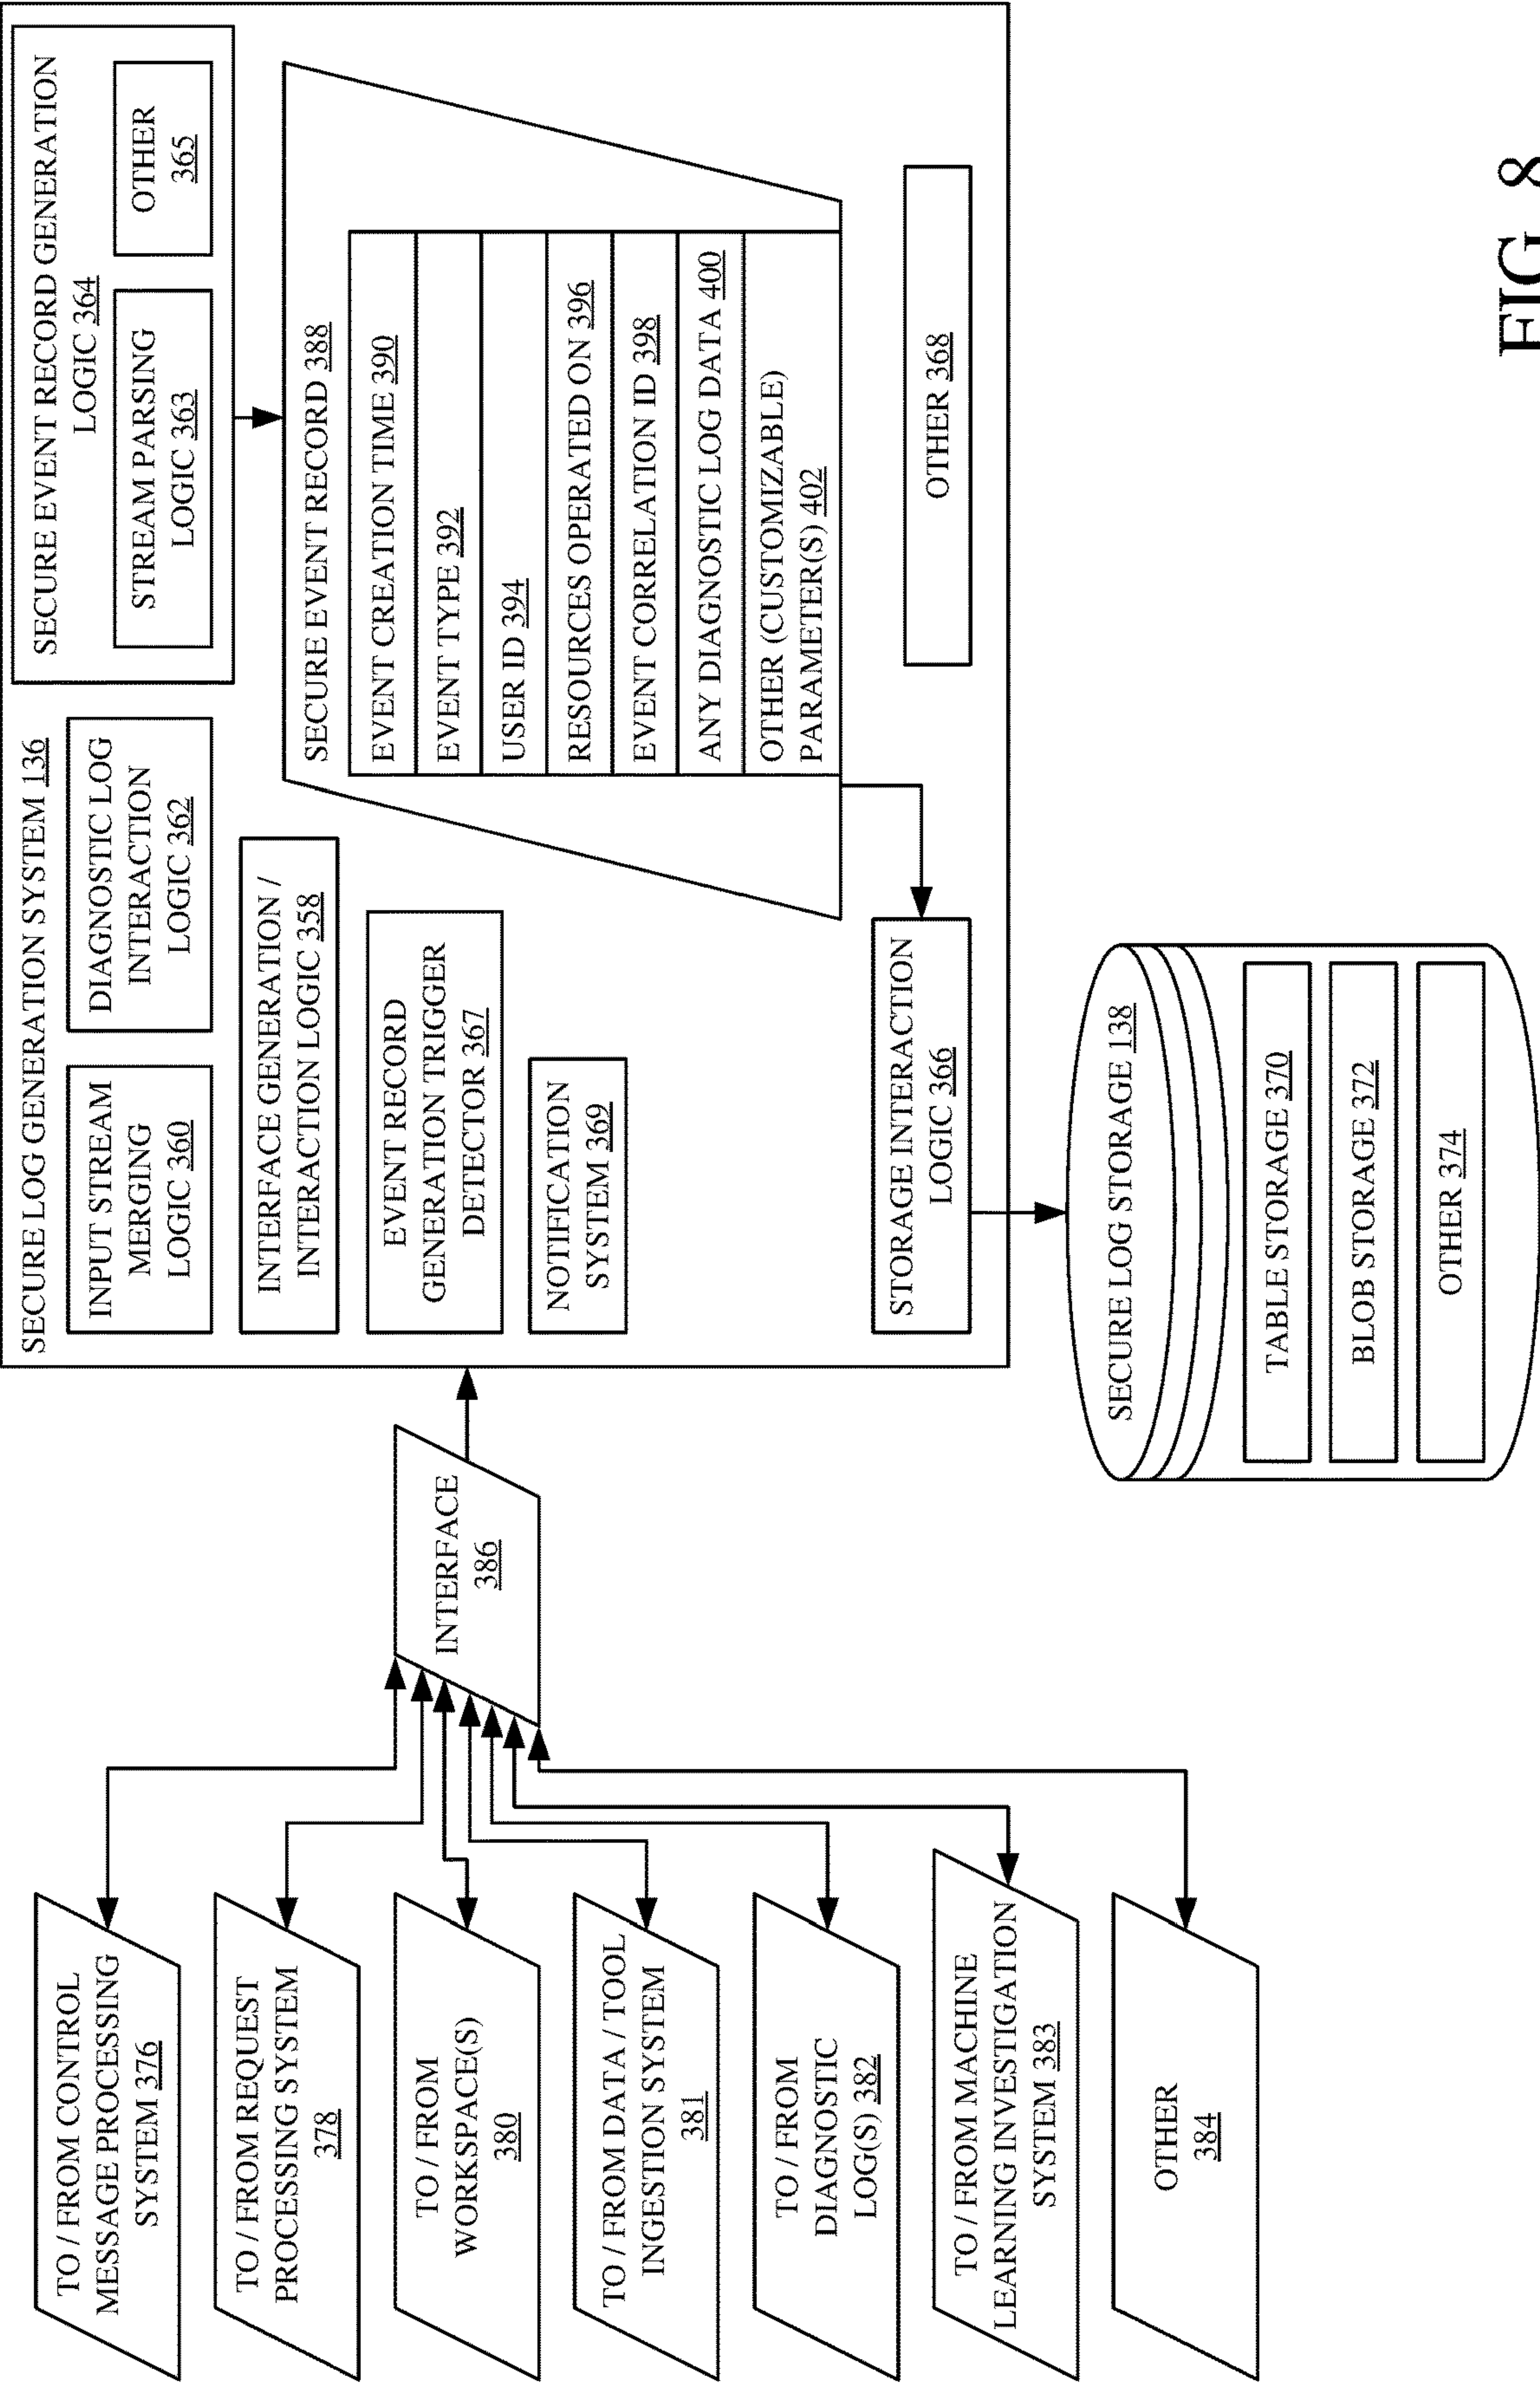 TO / FROM CONTROL
MESSAGE PROCESSING
SYSTEM 376
TO / FROM REQUEST
PROCESSING SYSTEM
378
TO / FROM
WORKSPACE(S)
380
TO / FROM DATA / TOOL
INGESTION SYSTEM
381
TO / FROM
DIAGNOSTIC
LOG(S) 382
TO / FROM MACHINE
LEARNING INVESTIGATION
SYSTEM 383
OTHER
384
INTERFACE
386
SECURE LOG GENERATION SYSTEM 136
INPUT STREAM
MERGING
LOGIC 360
DIAGNOSTIC LOG
INTERACTION
LOGIC 362
INTERFACE GENERATION /
INTERACTION LOGIC 358
EVENT RECORD
GENERATION TRIGGER
DETECTOR 367
NOTIFICATION
SYSTEM 369
SECURE EVENT RECORD GENERATION
LOGIC 364
STREAM PARSING
LOGIC 363
OTHER
365
SECURE EVENT RECORD 388
EVENT CREATION TIME 390
EVENT TYPE 392
USER ID 394
RESOURCES OPERATED ON 396
EVENT CORRELATION ID 398
ANY DIAGNOSTIC LOG DATA 400
OTHER (CUSTOMIZABLE)
PARAMETER(S) 402
STORAGE INTERACTION
LOGIC 366
OTHER 368
SECURE LOG STORAGE 138
TABLE STORAGE 370
BLOB STORAGE 372
OTHER 374
FIG. 8